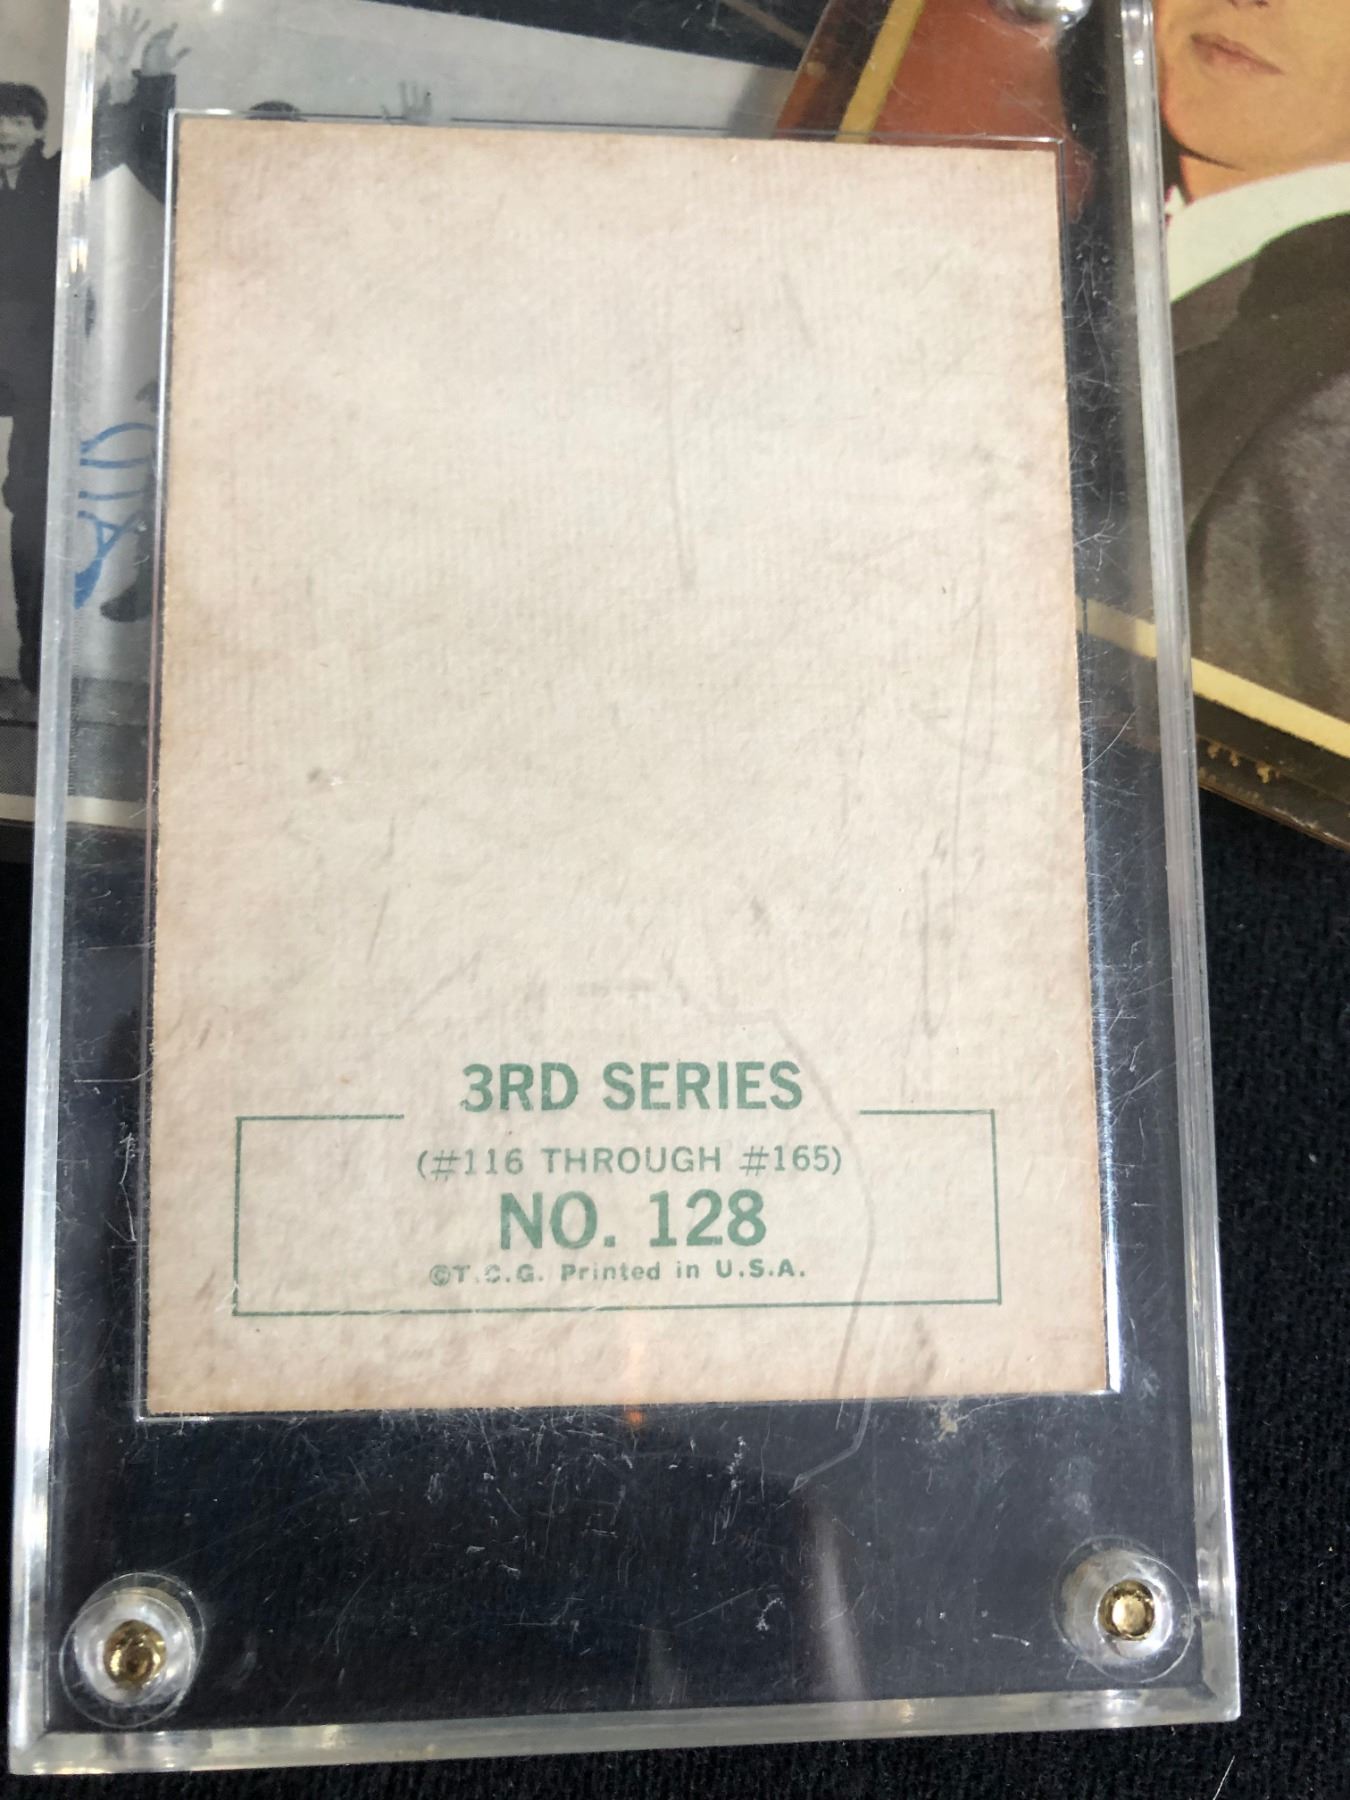 3RD SERIES
(#116 THROUGH #165)
NO. 128
©T.C.G. Printed in U.S.A.